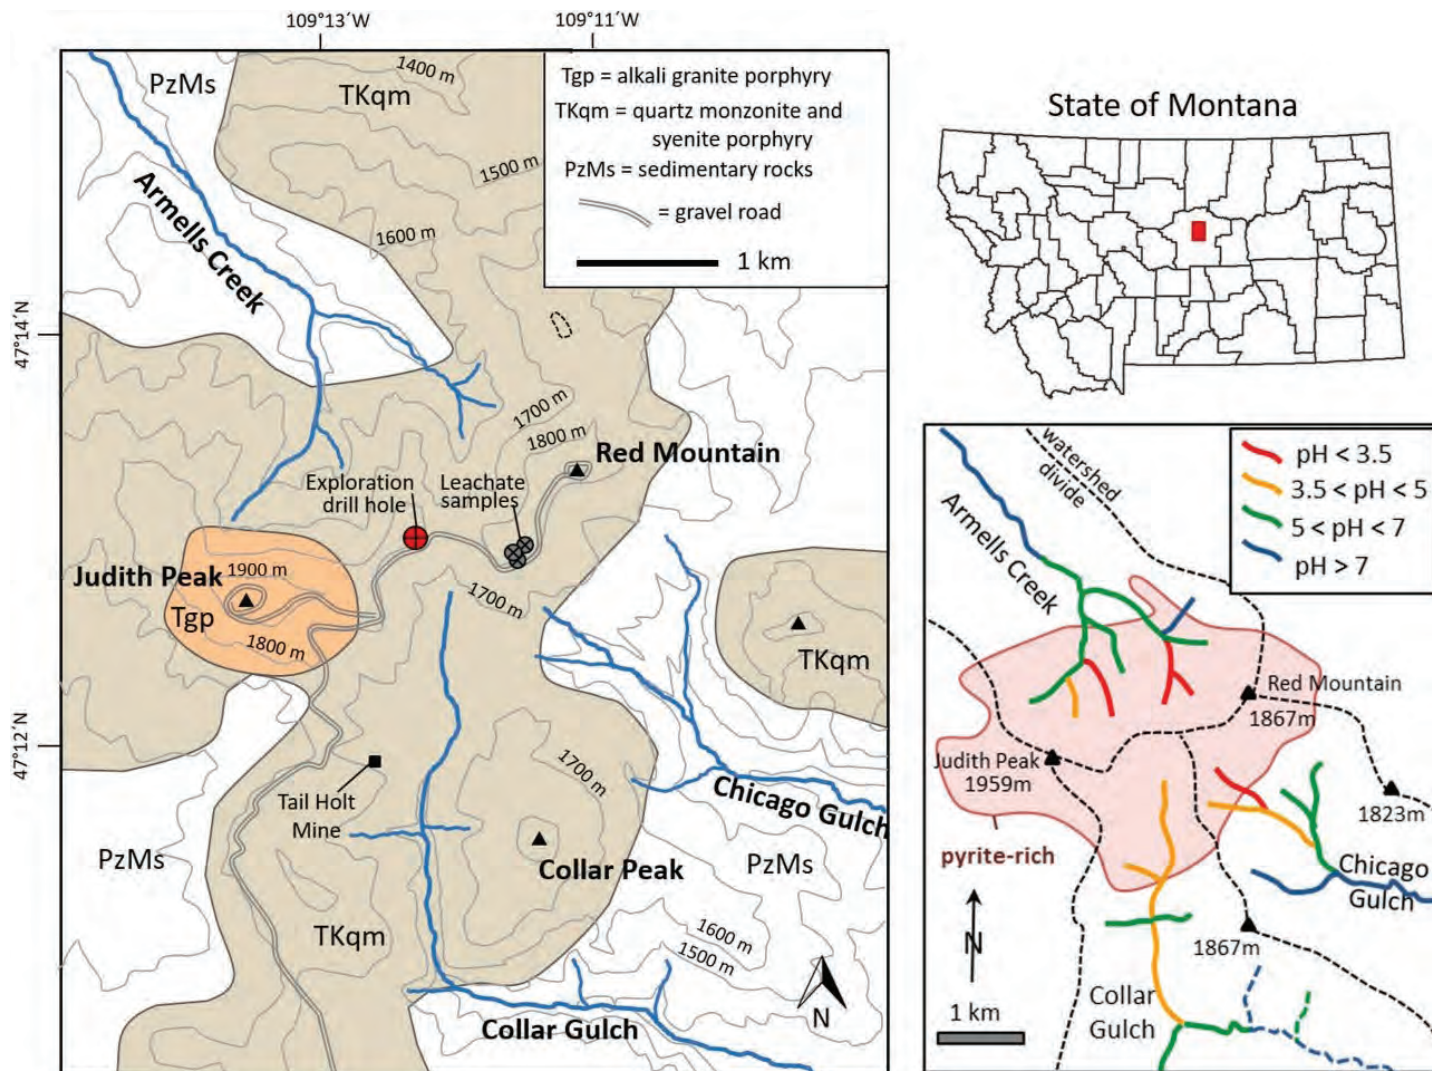 109°13´W
109°11´W
47°14´N
47°12´N
PzMs
1400 m
TKqm
1500 m
1600 m
Armells Creek
Tgp = alkali granite porphyry
TKqm = quartz monzonite and
syenite porphyry
PzMs = sedimentary rocks
= gravel road
1 km
1700 m
1800 m
Red Mountain
Exploration
drill hole
Leachate
samples
Judith Peak
1900 m
Tgp
1800 m
1700 m
TKqm
Tail Holt
Mine
1700 m
Chicago Gulch
PzMs
Collar Peak
PzMs
TKqm
1600 m
1500 m
N
Collar Gulch
State of Montana
watershed
divide
pH < 3.5
3.5 < pH < 5
5 < pH < 7
pH > 7
Armells Creek
Red Mountain
1867m
Judith Peak
1959m
1823m
pyrite-rich
Chicago
Gulch
N
1867m
Collar
Gulch
1 km